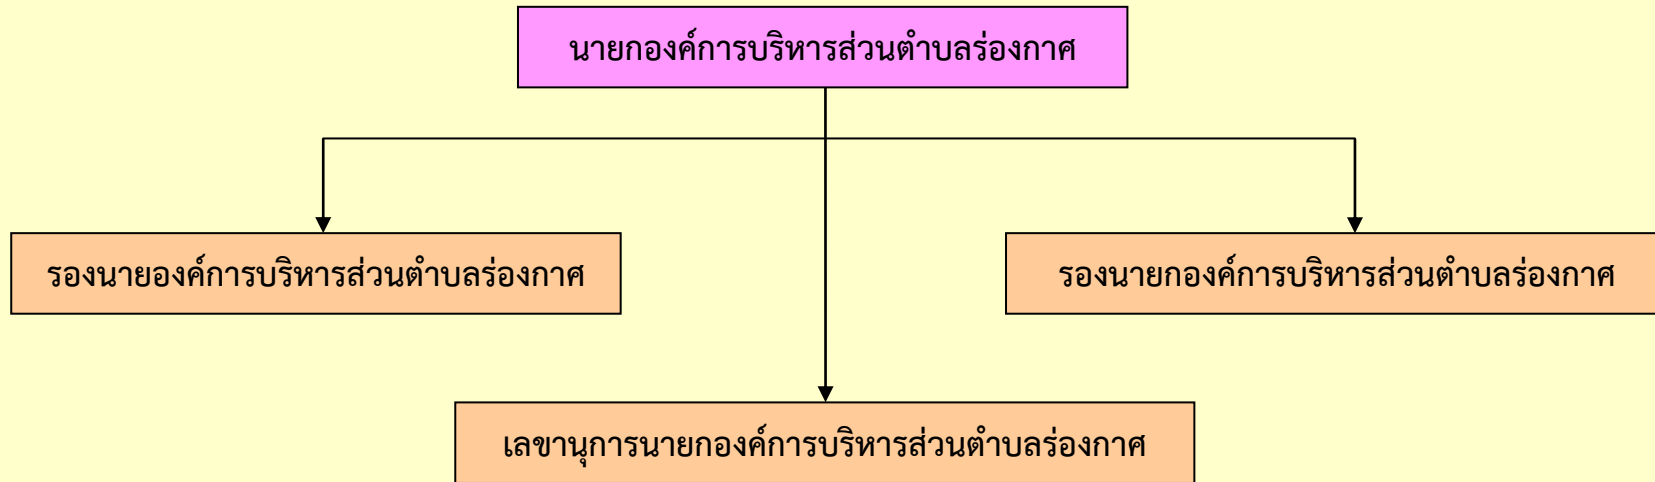 นายกองค์การบริหารส่วนตำบลร่องกาศ
รองนายองค์การบริหารส่วนตำบลร่องกาศ
รองนายกองค์การบริหารส่วนตำบลร่องกาศ
เลขานุการนายกองค์การบริหารส่วนตำบลร่องกาศ